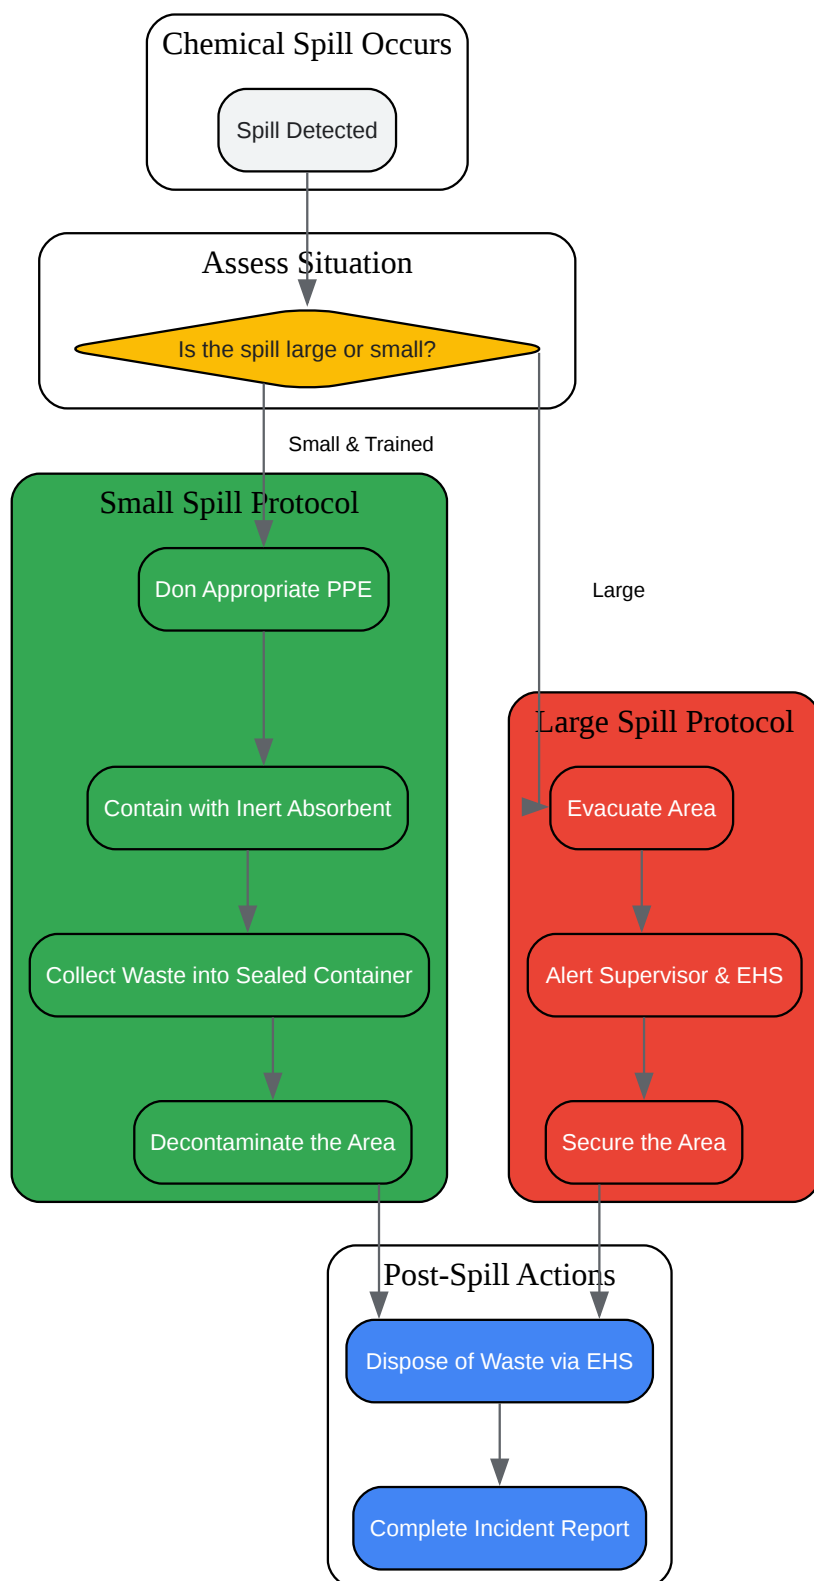 Chemical Spill Occurs
Spill Detected
Assess Situation
Is the spill large or small?
Small & Trained
Small Spill Protocol
Don Appropriate PPE
Large
Large Spill Protocol
Contain with Inert Absorbent
Evacuate Area
Collect Waste into Sealed Container
Alert Supervisor & EHS
Decontaminate the Area
Secure the Area
Post-Spill Actions
Dispose of Waste via EHS
Complete Incident Report